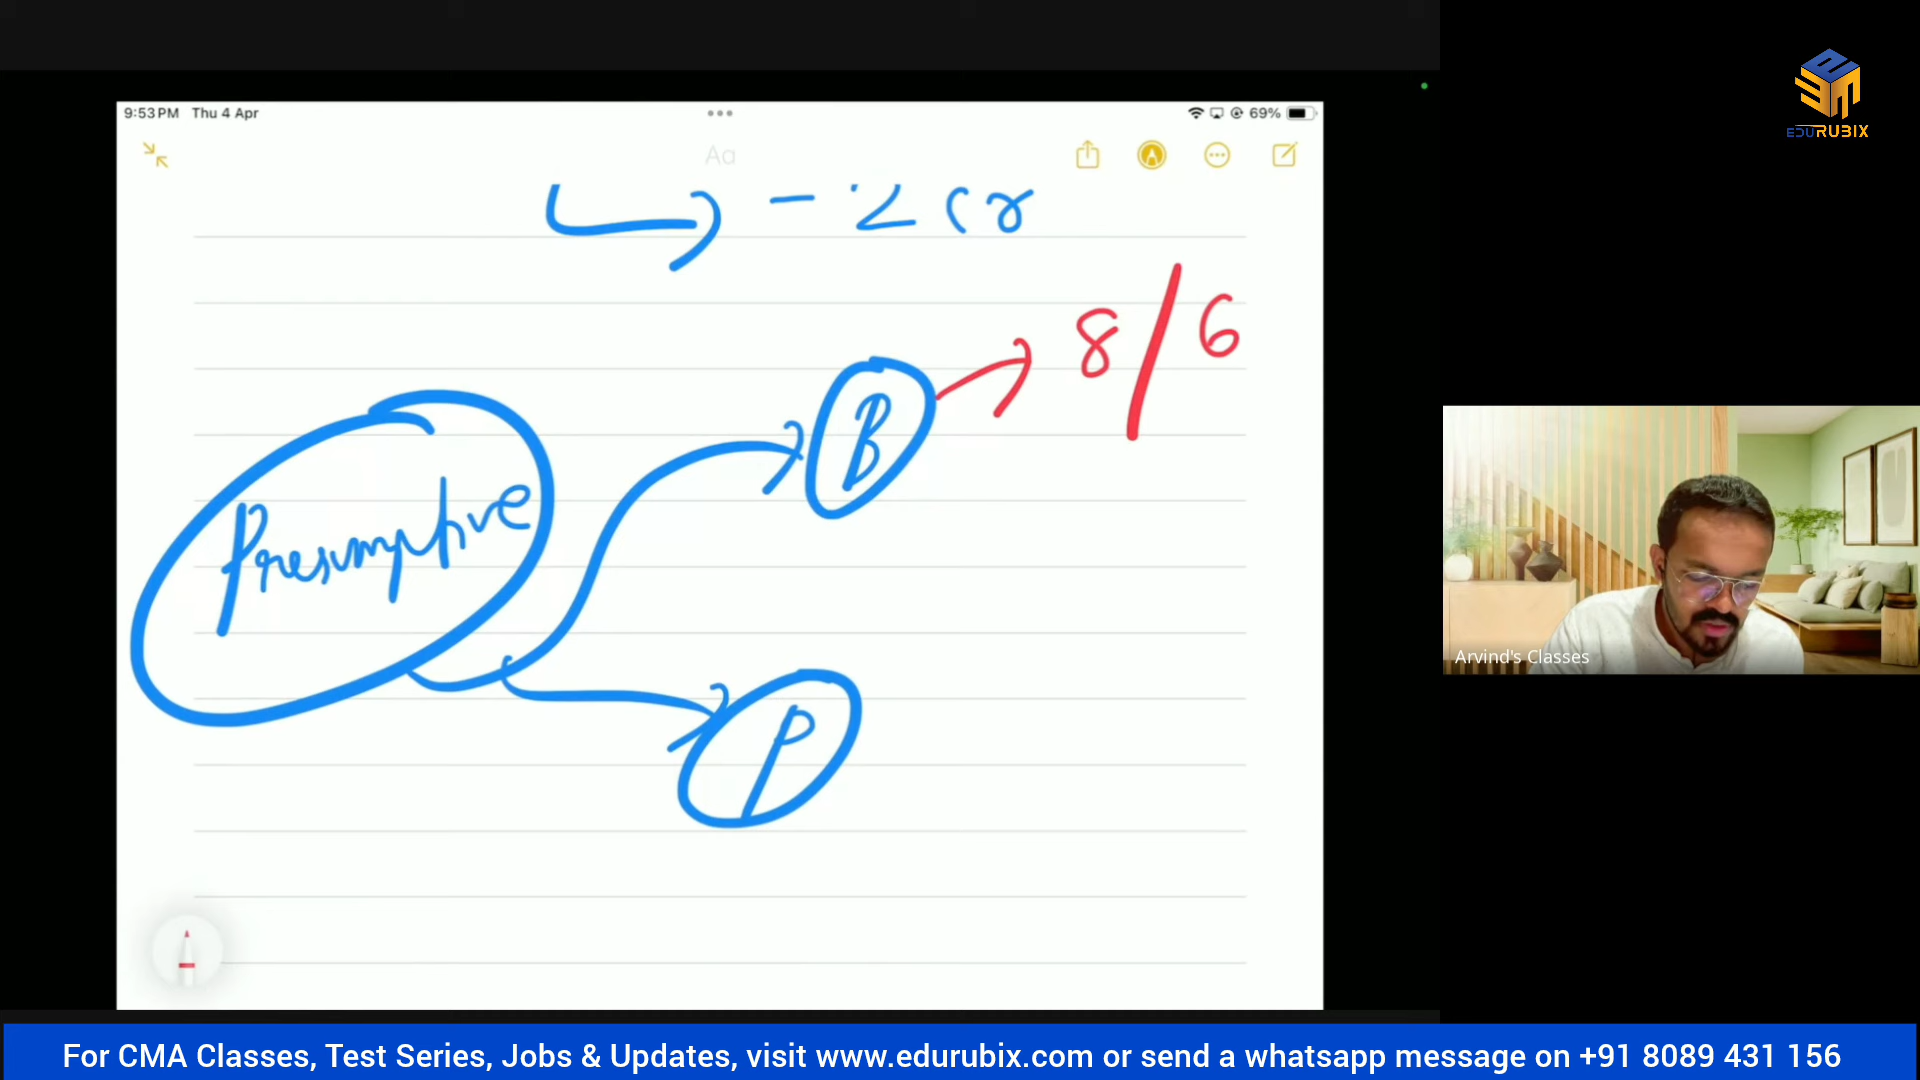 9:53 PM Thu 4 Apr
69%
Aa
- 2 Cr
8/6
B
Presumptive
P
EDURUBIX
Arvind's Classes
For CMA Classes, Test Series, Jobs & Updates, visit www.edurubix.com or send a whatsapp message on +91 8089 431 156